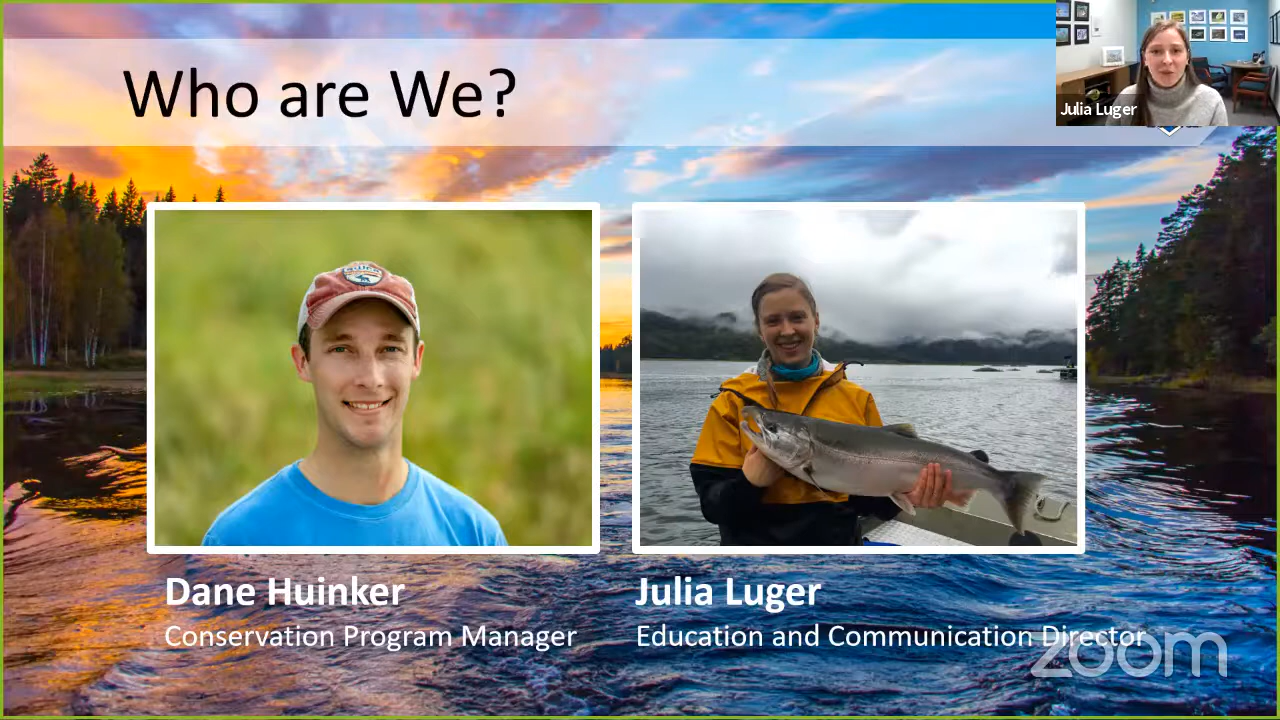 Who are We?
Julia Luger
Dane Huinker
Julia Luger
Conservation Program Manager
Education and Communication Director
zoom